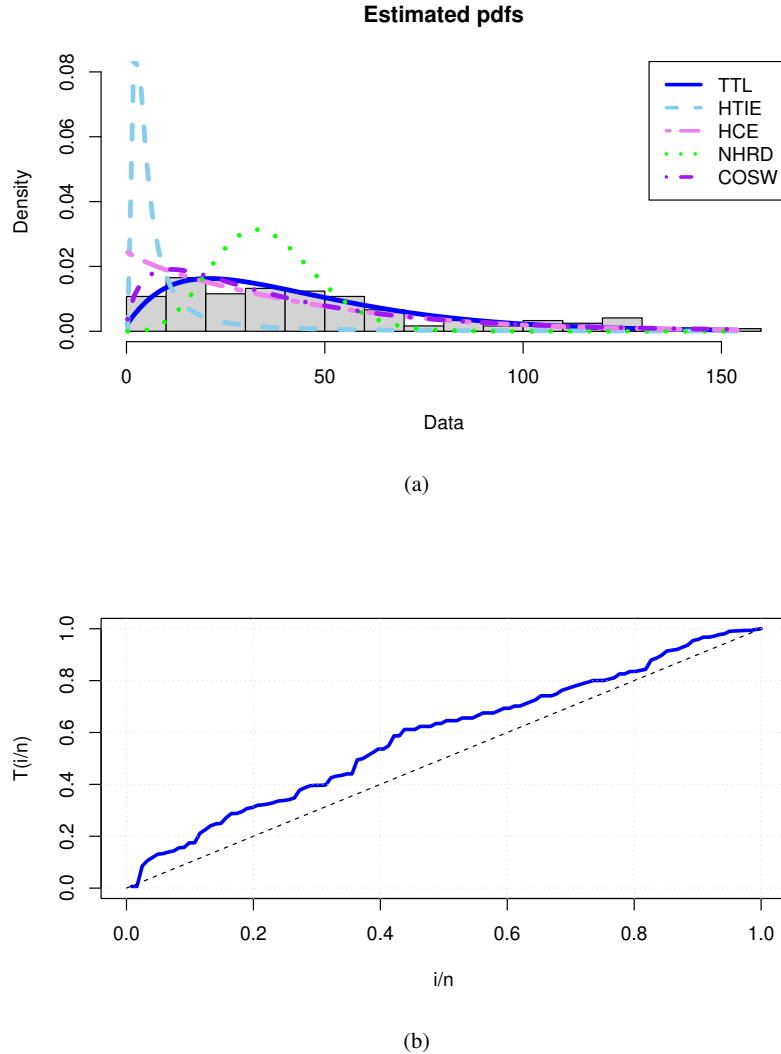 Estimated pdfs
0.08
0.06
0.04
0.02
0.00
Density
TTL
HTIE
HCE
NHRD
COSW
0 50 100 150
Data
(a)
1.0
0.8
0.6
0.4
0.2
0.0
T(i/n)
0.0 0.2 0.4 0.6 0.8 1.0
i/n
(b)